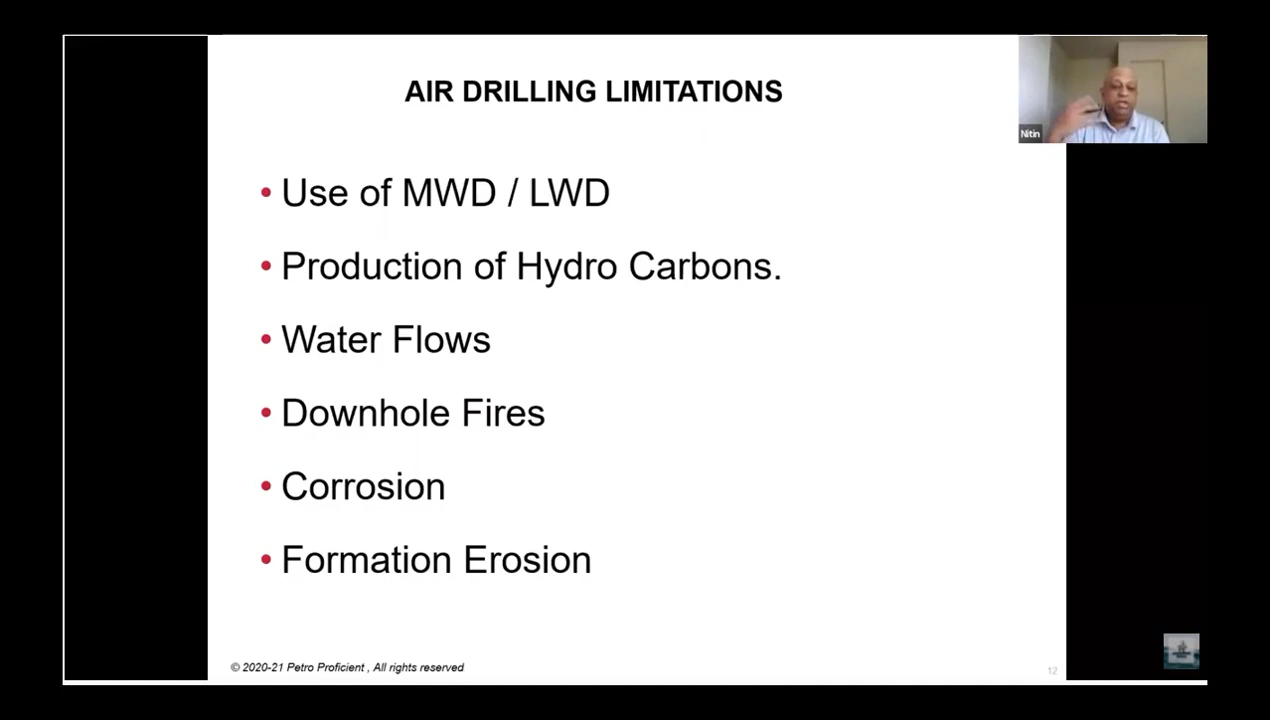 AIR DRILLING LIMITATIONS
Nitin
• Use of MWD / LWD
• Production of Hydro Carbons.
• Water Flows
• Downhole Fires
• Corrosion
• Formation Erosion
© 2020-21 Petro Proficient , All rights reserved
12